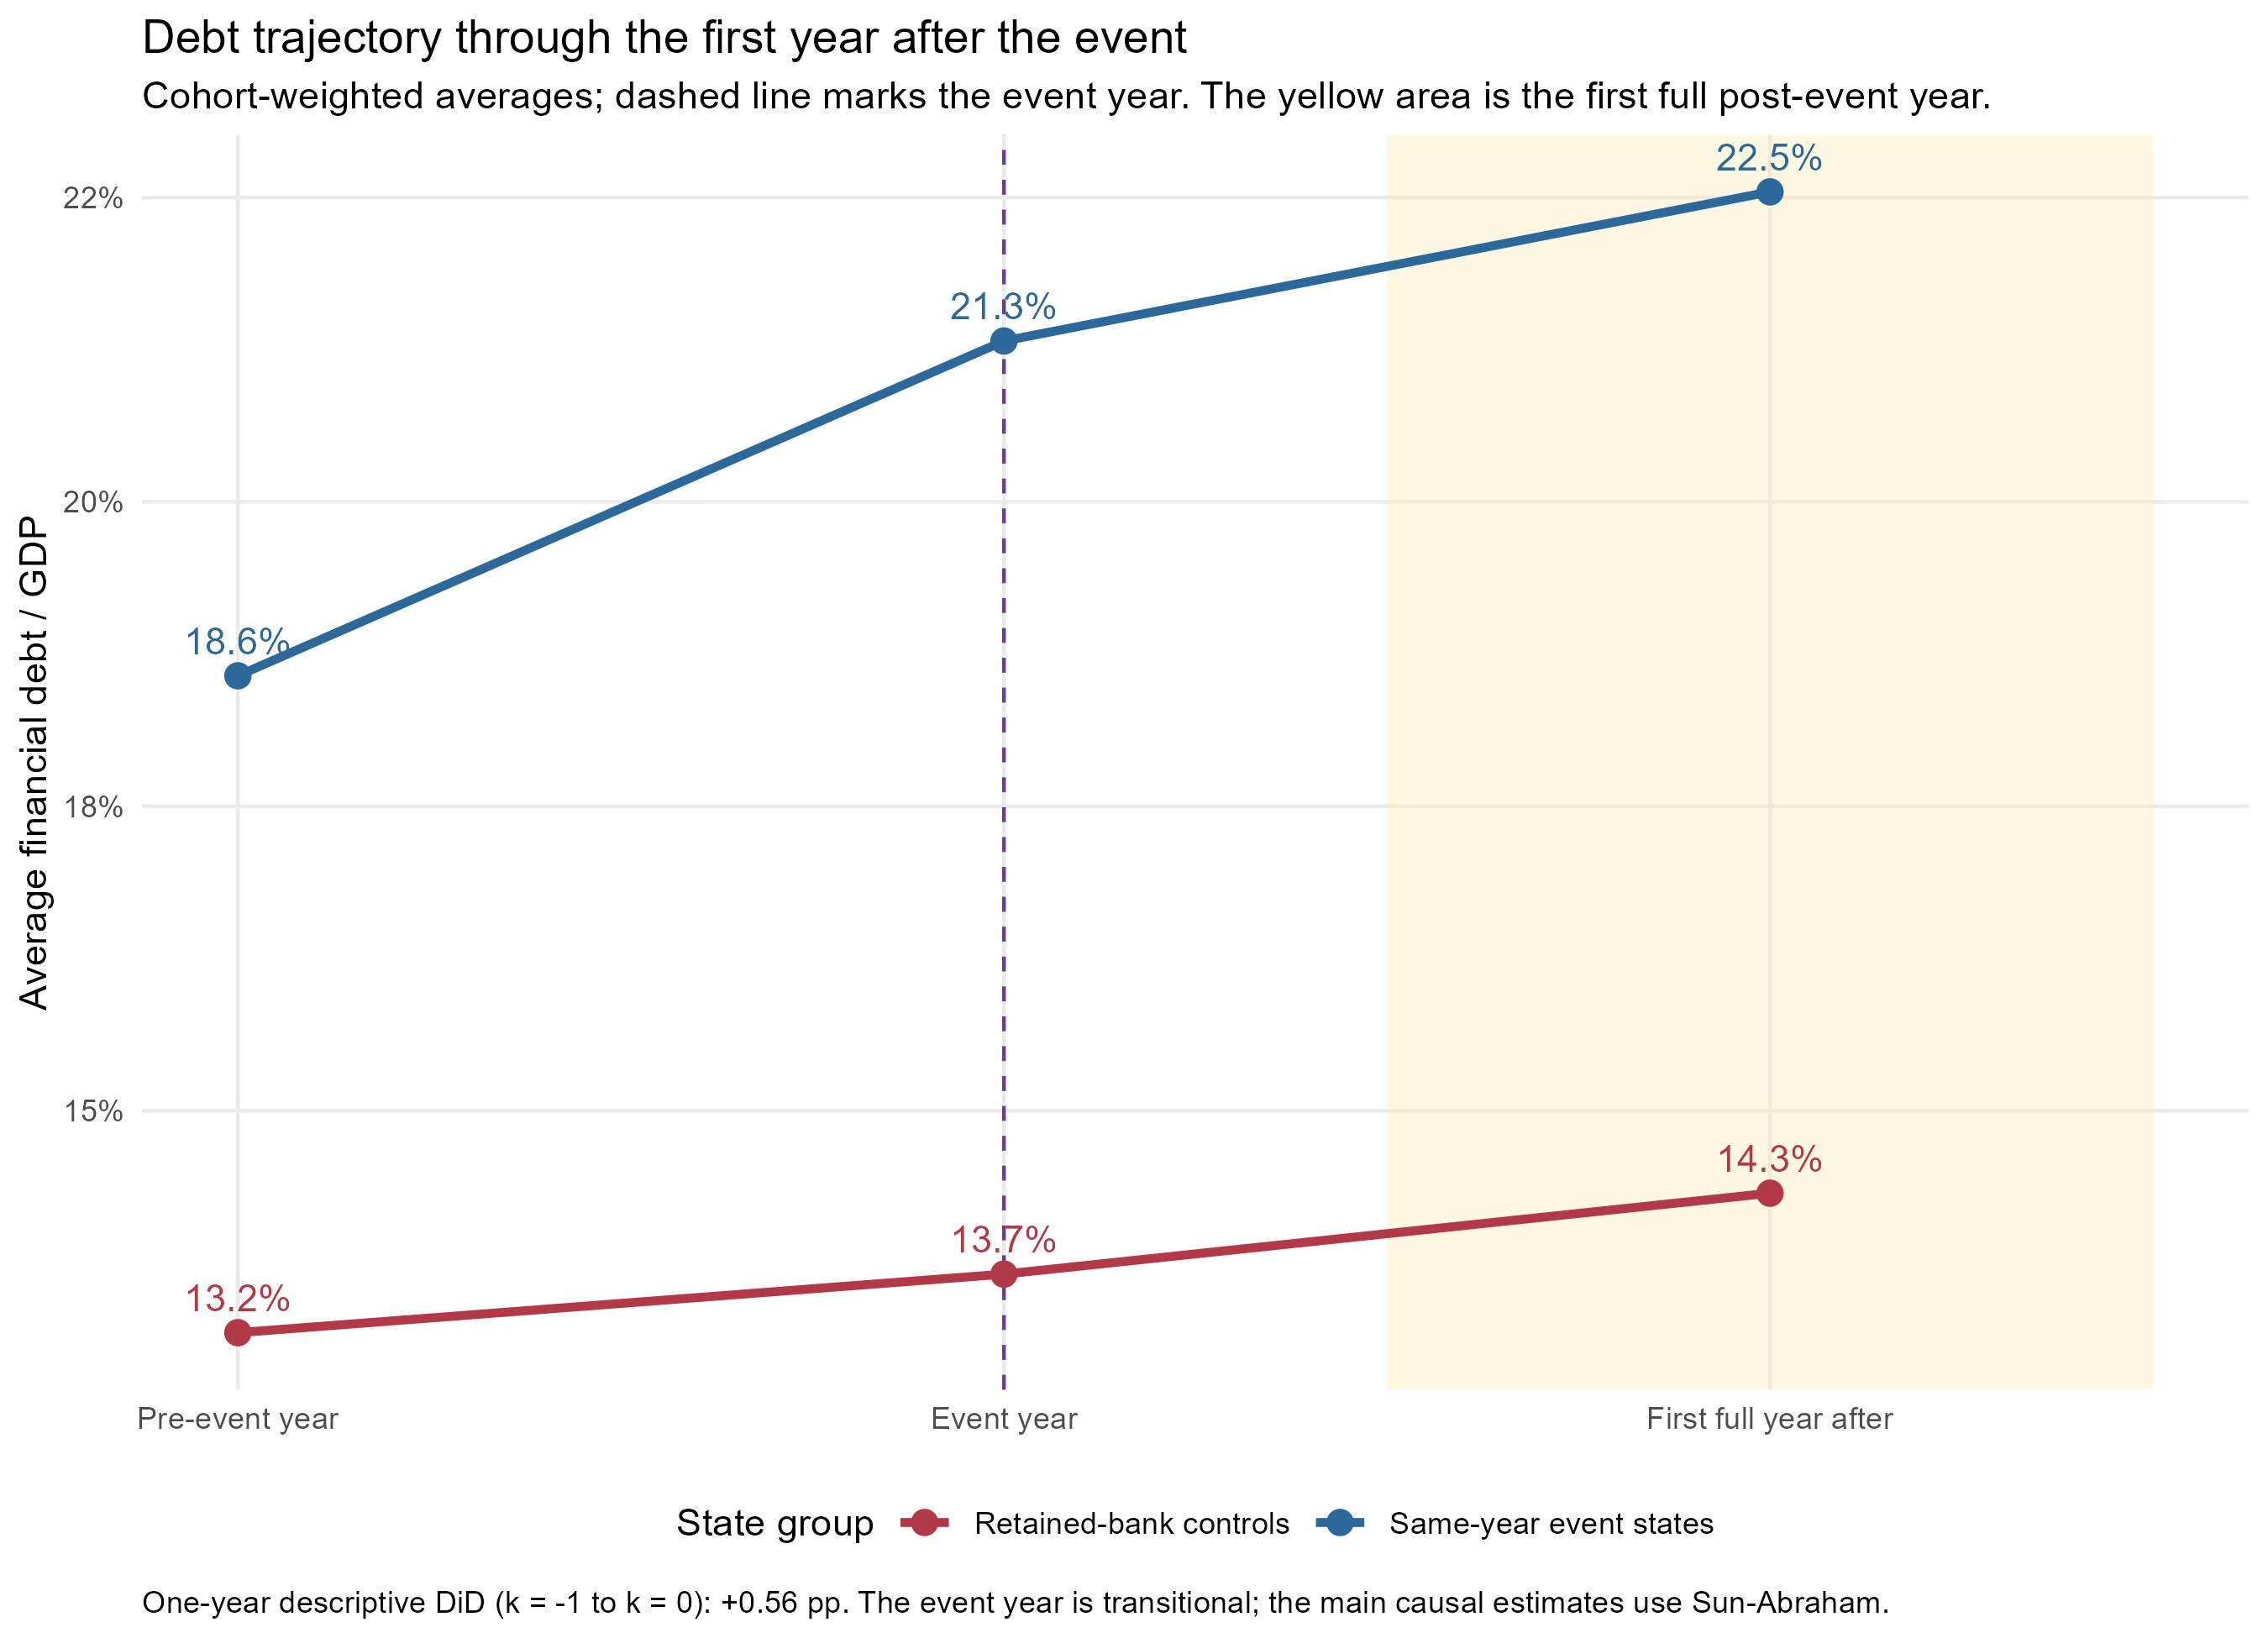 Debt trajectory through the first year after the event
Cohort-weighted averages; dashed line marks the event year. The yellow area is the first full post-event year.
22.5%
22%
21.3%
20%
Average financial debt / GDP
18.6%
18%
15%
14.3%
13.7%
13.2%
Pre-event year Event year First full year after
State group Retained-bank controls Same-year event states
One-year descriptive DiD (k = -1 to k = 0): +0.56 pp. The event year is transitional; the main causal estimates use Sun-Abraham.